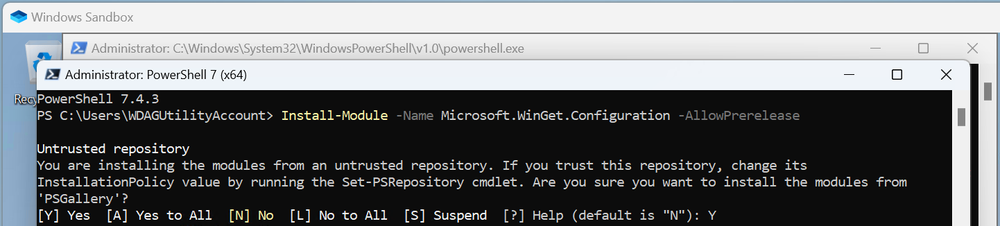 Windows Sandbox
Administrator: C:\Windows\System32\WindowsPowerShell\v1.0\powershell.exe
Administrator: PowerShell 7 (x64)
Recy
PowerShell 7.4.3
PS C:\Users\WDAGUtilityAccount> Install-Module -Name Microsoft.WinGet.Configuration -AllowPrerelease
Untrusted repository
You are installing the modules from an untrusted repository. If you trust this repository, change its
InstallationPolicy value by running the Set-PSRepository cmdlet. Are you sure you want to install the modules from
'PSGallery'?
[Y] Yes  [A] Yes to All  [N] No  [L] No to All  [S] Suspend  [?] Help (default is "N"): Y